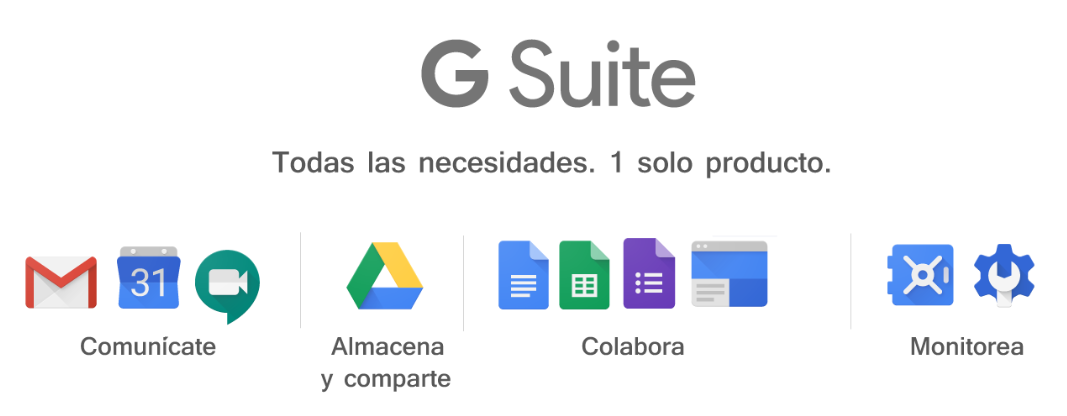 G Suite
Todas las necesidades. 1 solo producto.
31
Comunícate
Almacena
y comparte
Colabora
Monitorea